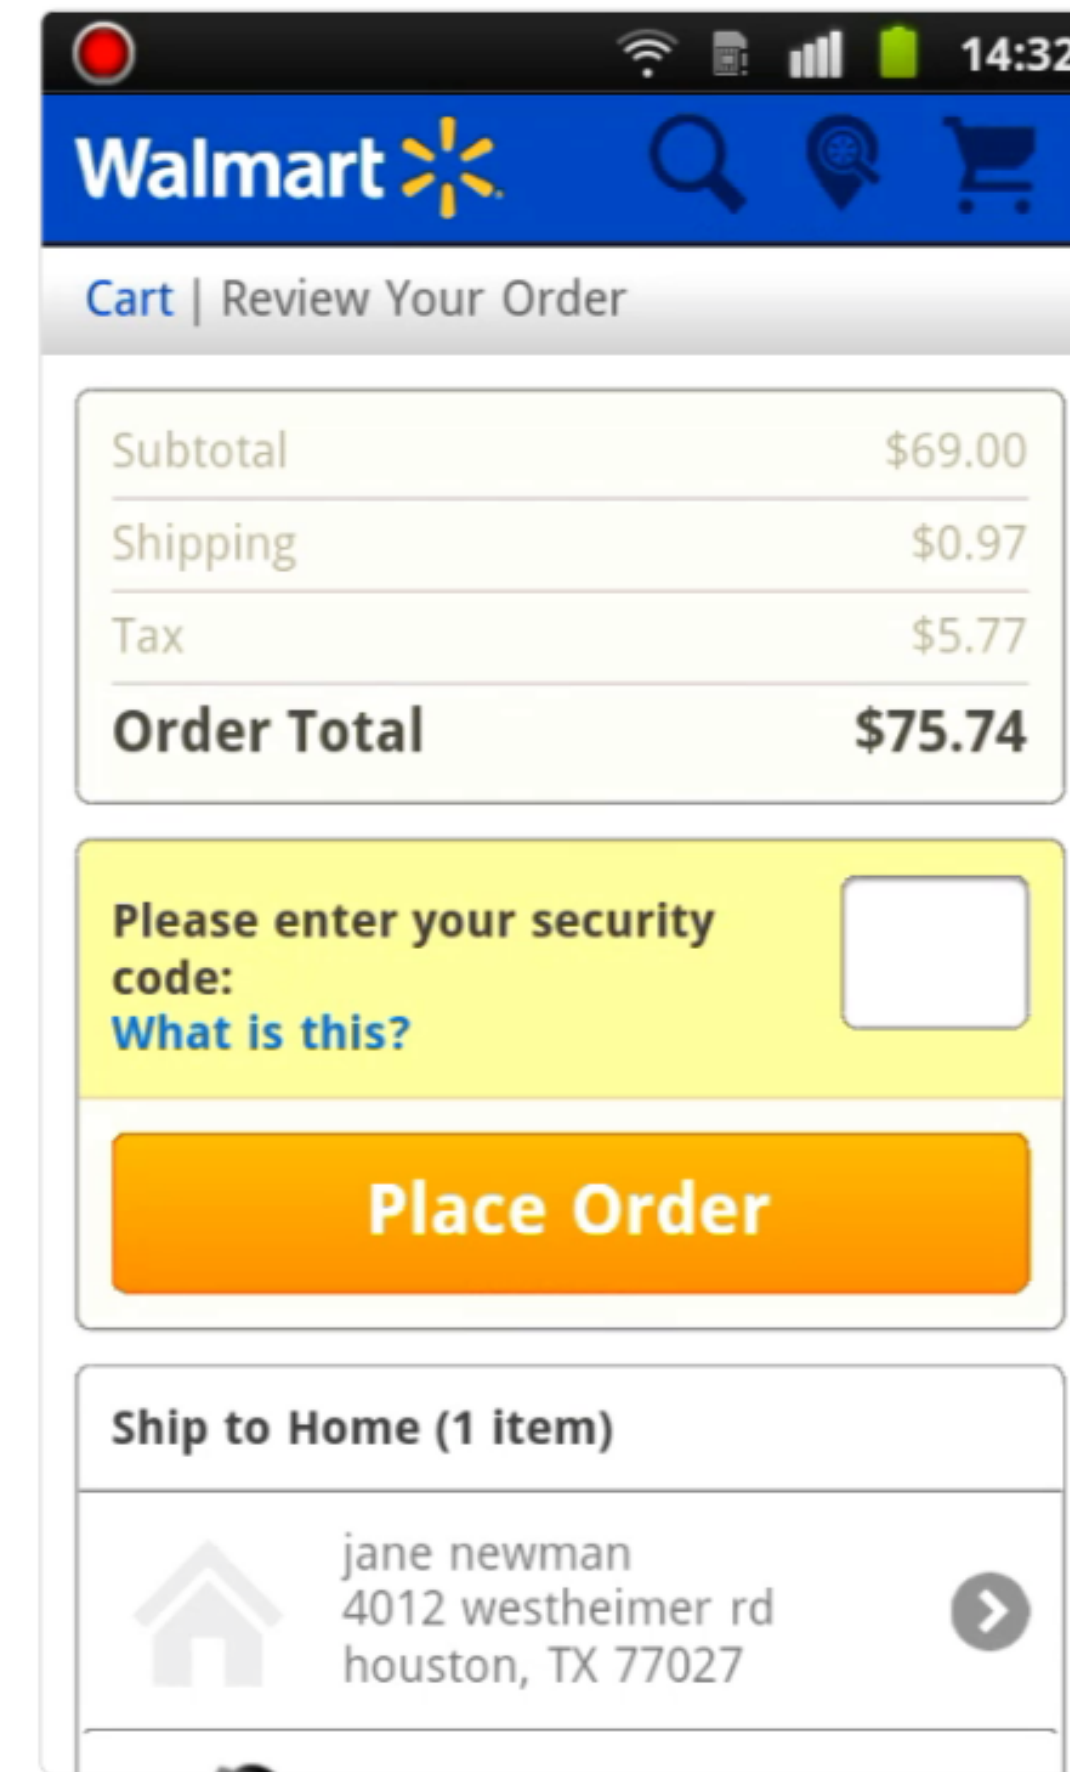 14:32
Walmart
Cart | Review Your Order
Subtotal $69.00
Shipping $0.97
Tax $5.77
Order Total $75.74
Please enter your security
code:
What is this?
Place Order
Ship to Home (1 item)
jane newman
4012 westheimer rd
houston, TX 77027